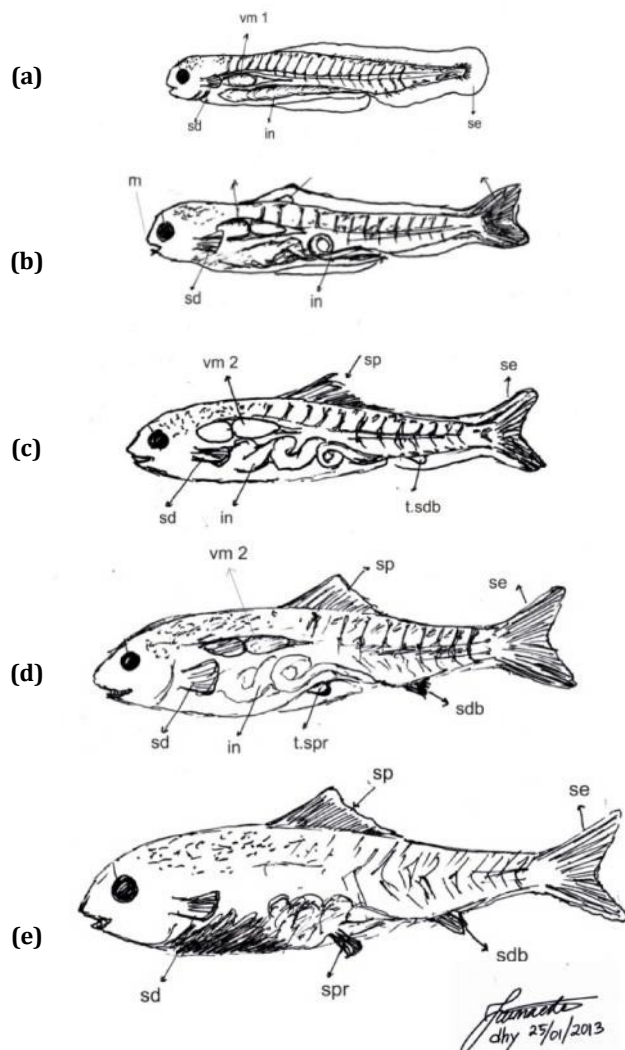 vm 1
(a)
sd in se
m
(b)
sd in
sp se
vm 2
(c)
sd in t.sdb
vm 2 sp se
(d)
sd in t.spr sdb
sp se
(e)
sd spr sdb
dhy 25/01/2013